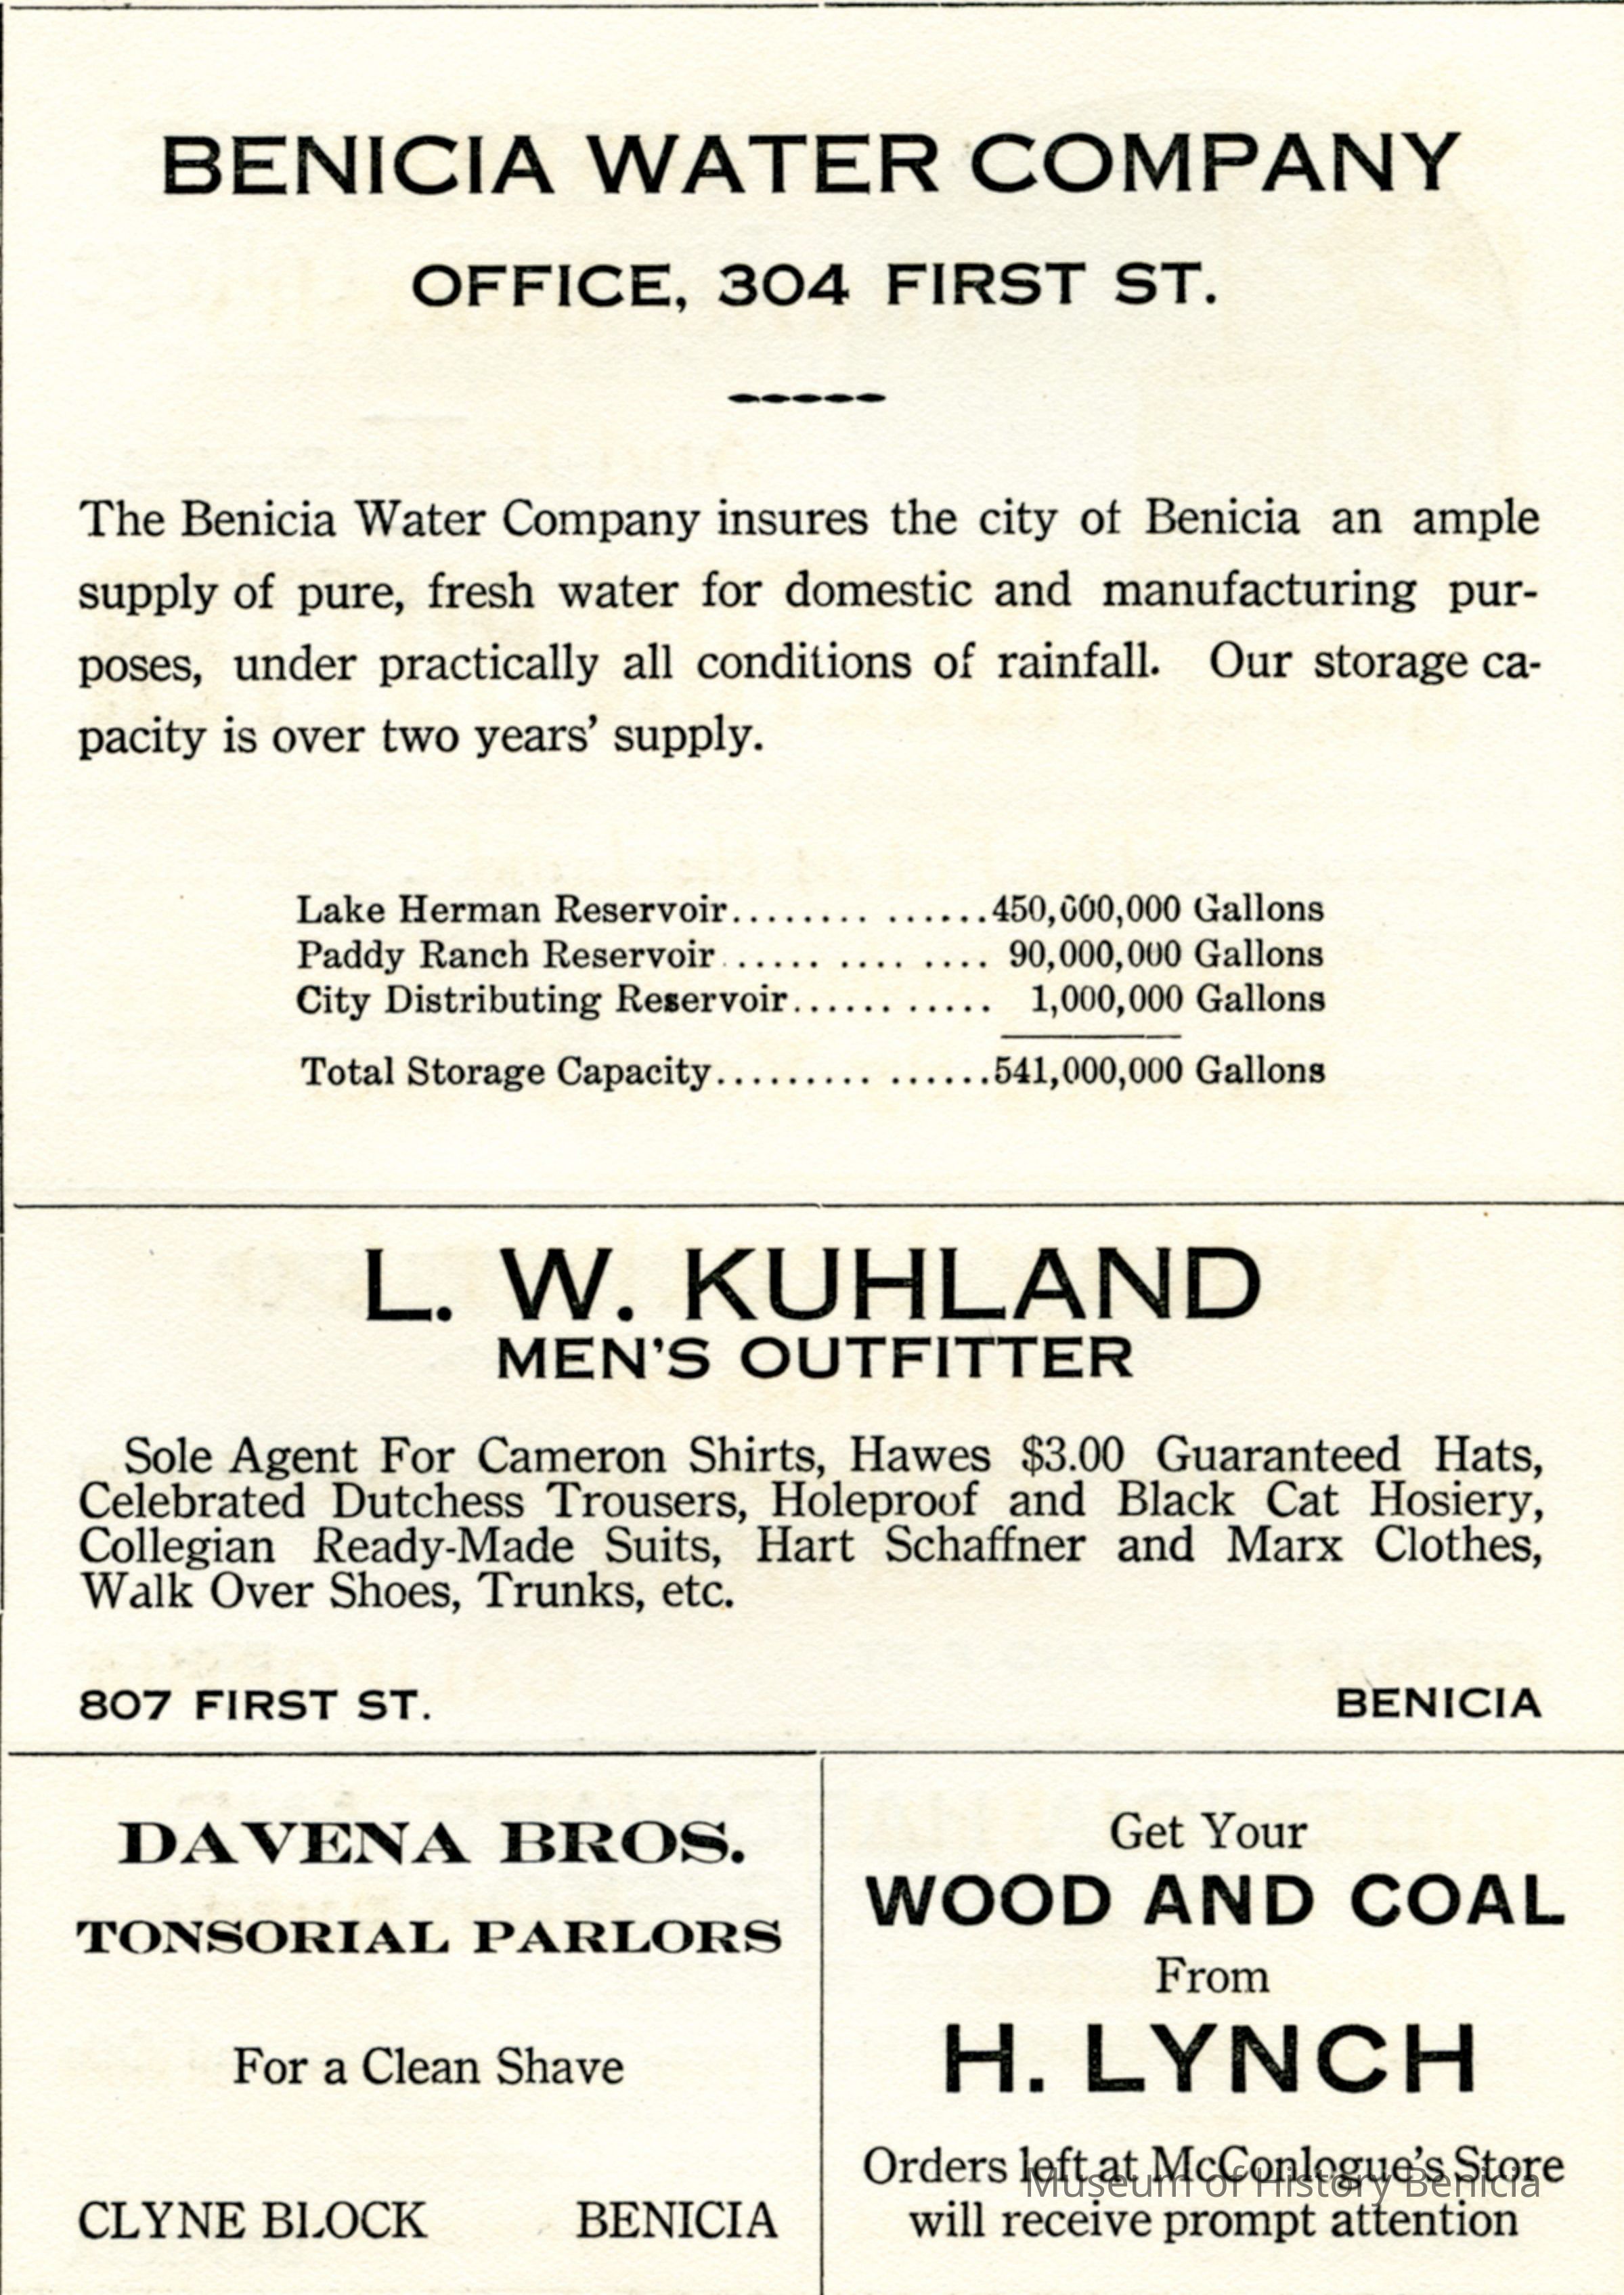 BENICIA WATER COMPANY
OFFICE, 304 FIRST ST.
The Benicia Water Company insures the city of Benicia an ample
supply of pure, fresh water for domestic and manufacturing pur-
poses, under practically all conditions of rainfall. Our storage ca-
pacity is over two years' supply.
Lake Herman Reservoir........ ......450,000,000 Gallons
Paddy Ranch Reservoir ..... .... .... 90,000,000 Gallons
City Distributing Reservoir...... ..... 1,000,000 Gallons
Total Storage Capacity......... ......541,000,000 Gallons
L. W. KUHLAND
MEN'S OUTFITTER
Sole Agent For Cameron Shirts, Hawes $3.00 Guaranteed Hats,
Celebrated Dutchess Trousers, Holeproof and Black Cat Hosiery,
Collegian Ready-Made Suits, Hart Schaffner and Marx Clothes,
Walk Over Shoes, Trunks, etc.
807 FIRST ST. BENICIA
DAVENA BROS.
TONSORIAL PARLORS
For a Clean Shave
CLYNE BLOCK BENICIA
Get Your
WOOD AND COAL
From
H. LYNCH
Orders left at McConlogue's Store
will receive prompt attention
Museum of History Benicia